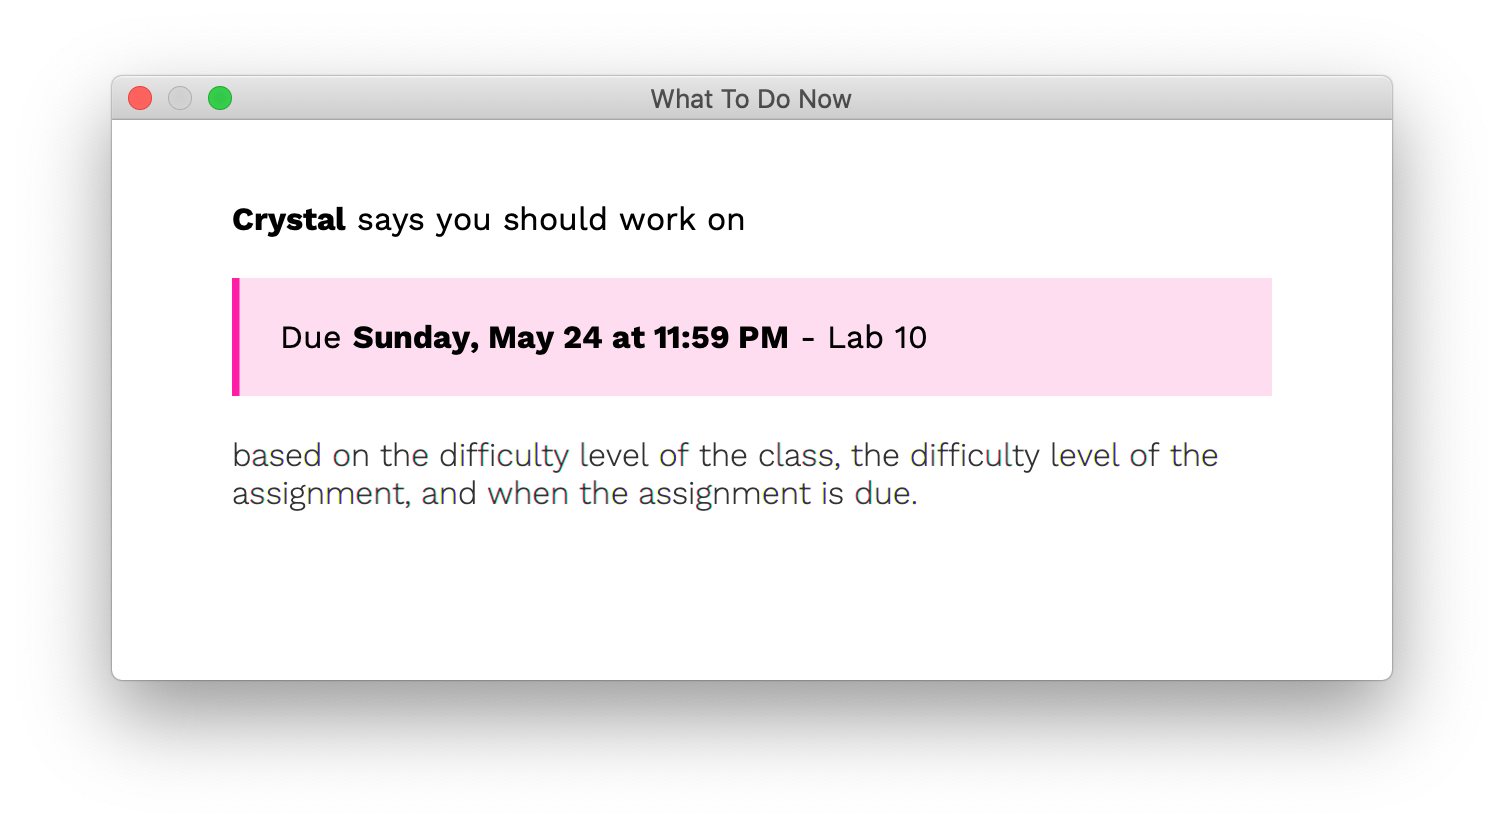 What To Do Now
Crystal says you should work on
Due Sunday, May 24 at 11:59 PM - Lab 10
based on the difficulty level of the class, the difficulty level of the
assignment, and when the assignment is due.